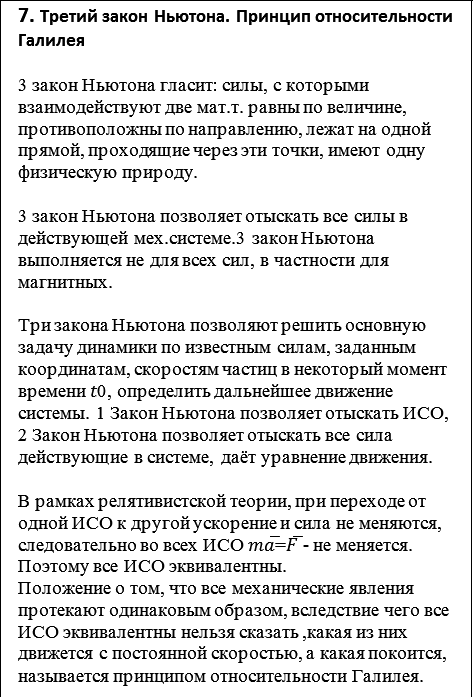 7. Третий закон Ньютона. Принцип относительности
Галилея
3 закон Ньютона гласит: силы, с которыми
взаимодействуют две мат.т. равны по величине,
противоположны по направлению, лежат на одной
прямой, проходящие через эти точки, имеют одну
физическую природу.
3 закон Ньютона позволяет отыскать все силы в
действующей мех.системе.3 закон Ньютона
выполняется не для всех сил, в частности для
магнитных.
Три закона Ньютона позволяют решить основную
задачу динамики по известным силам, заданным
координатам, скоростям частиц в некоторый момент
времени t0, определить дальнейшее движение
системы. 1 Закон Ньютона позволяет отыскать ИСО,
2 Закон Ньютона позволяет отыскать все сила
действующие в системе, даёт уравнение движения.
В рамках релятивистской теории, при переходе от
одной ИСО к другой ускорение и сила не меняются,
следовательно во всех ИСО ma̅=F̅ - не меняется.
Поэтому все ИСО эквивалентны.
Положение о том, что все механические явления
протекают одинаковым образом, вследствие чего все
ИСО эквивалентны нельзя сказать ,какая из них
движется с постоянной скоростью, а какая покоится,
называется принципом относительности Галилея.